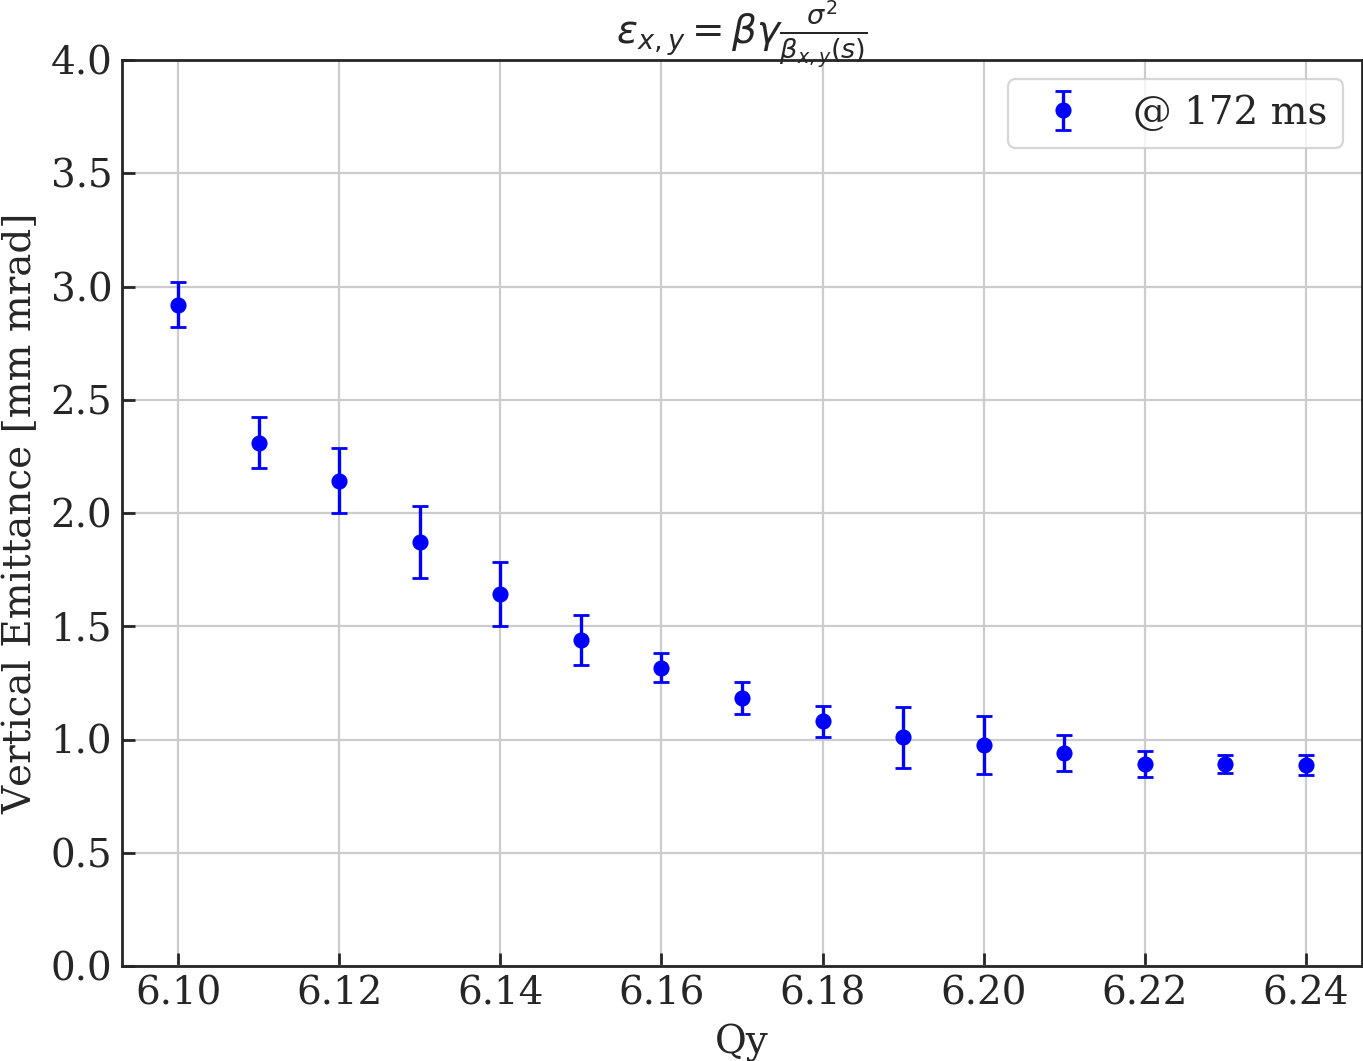 εx,y = βγ σ²/βx,y(s)
@ 172 ms
Vertical Emittance [mm mrad]
4.0
3.5
3.0
2.5
2.0
1.5
1.0
0.5
0.0
6.10 6.12 6.14 6.16 6.18 6.20 6.22 6.24
Qy